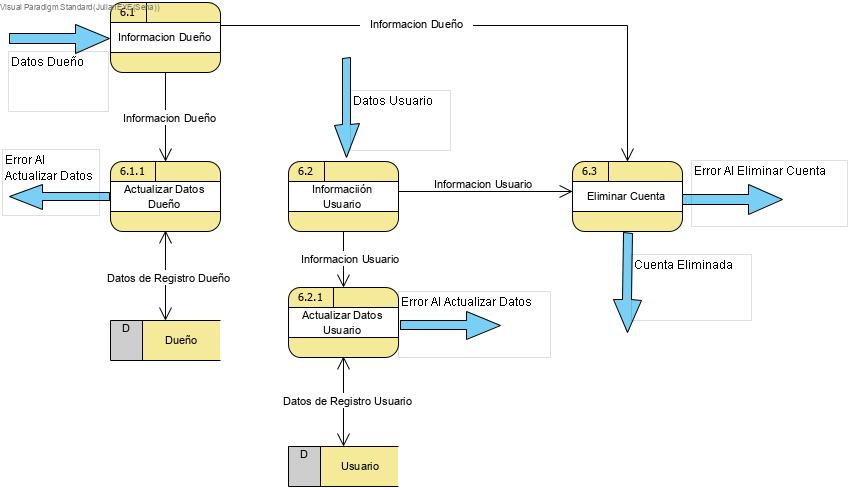 Visual Paradigm Standard(Julian(EXE(Sena))
6.1
Informacion Dueño
Informacion Dueño
Datos Dueño
Datos Usuario
Informacion Dueño
Error Al
Actualizar Datos
6.1.1
Actualizar Datos
Dueño
6.2
Informaciión
Usuario
Informacion Usuario
6.3
Eliminar Cuenta
Error Al Eliminar Cuenta
Informacion Usuario
Cuenta Eliminada
Datos de Registro Dueño
6.2.1
Actualizar Datos
Usuario
Error Al Actualizar Datos
D
Dueño
Datos de Registro Usuario
D
Usuario